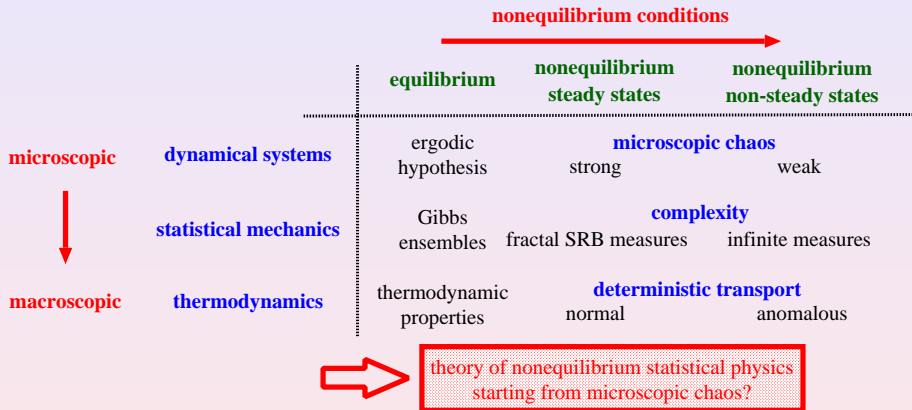 nonequilibrium conditions
equilibrium
nonequilibrium
steady states
nonequilibrium
non-steady states
microscopic
dynamical systems
ergodic
hypothesis
microscopic chaos
strong
weak
statistical mechanics
Gibbs
ensembles
complexity
fractal SRB measures
infinite measures
macroscopic
thermodynamics
thermodynamic
properties
deterministic transport
normal
anomalous
theory of nonequilibrium statistical physics
starting from microscopic chaos?